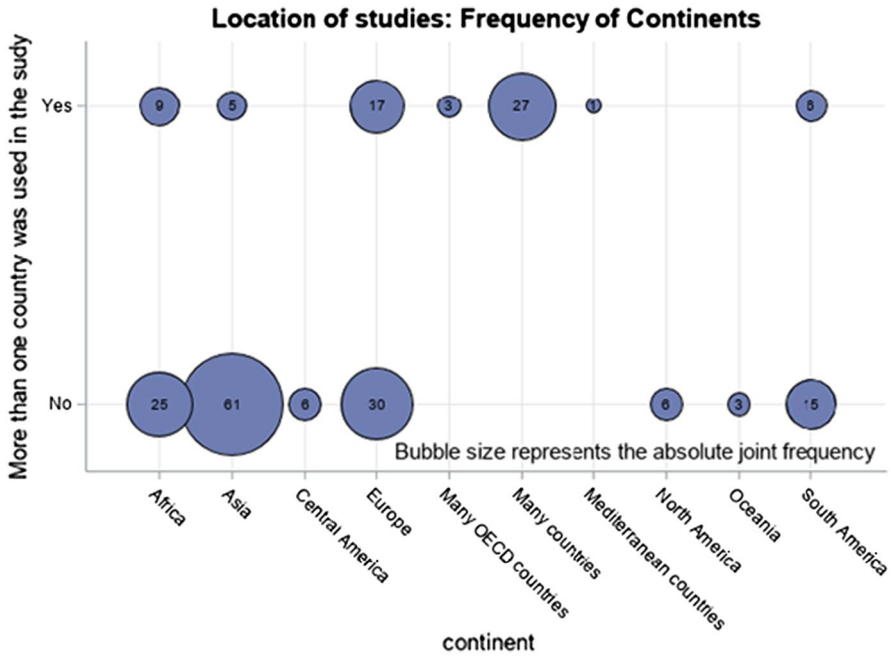 Location of studies: Frequency of Continents
More than one country was used in the sudy
Yes
9
5
17
3
27
1
6
No
25
61
6
30
6
3
15
Bubble size represents the absolute joint frequency
Africa
Asia
Central America
Europe
Many OECD countries
Many countries
Mediterranean countries
North America
Oceania
South America
continent